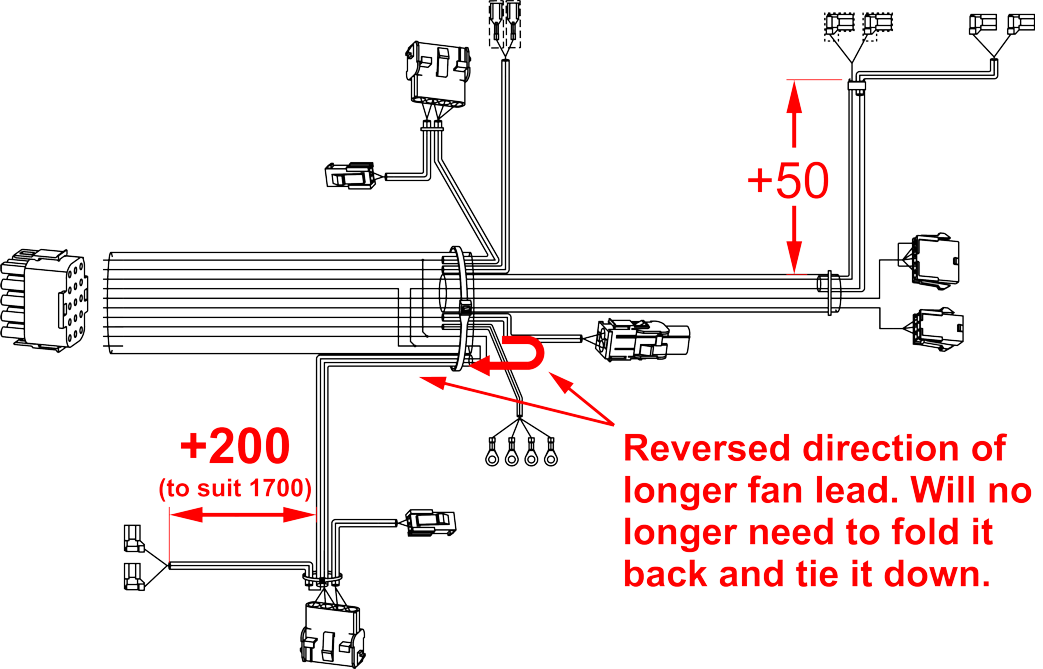 +50
+200
(to suit 1700)
Reversed direction of
longer fan lead. Will no
longer need to fold it
back and tie it down.